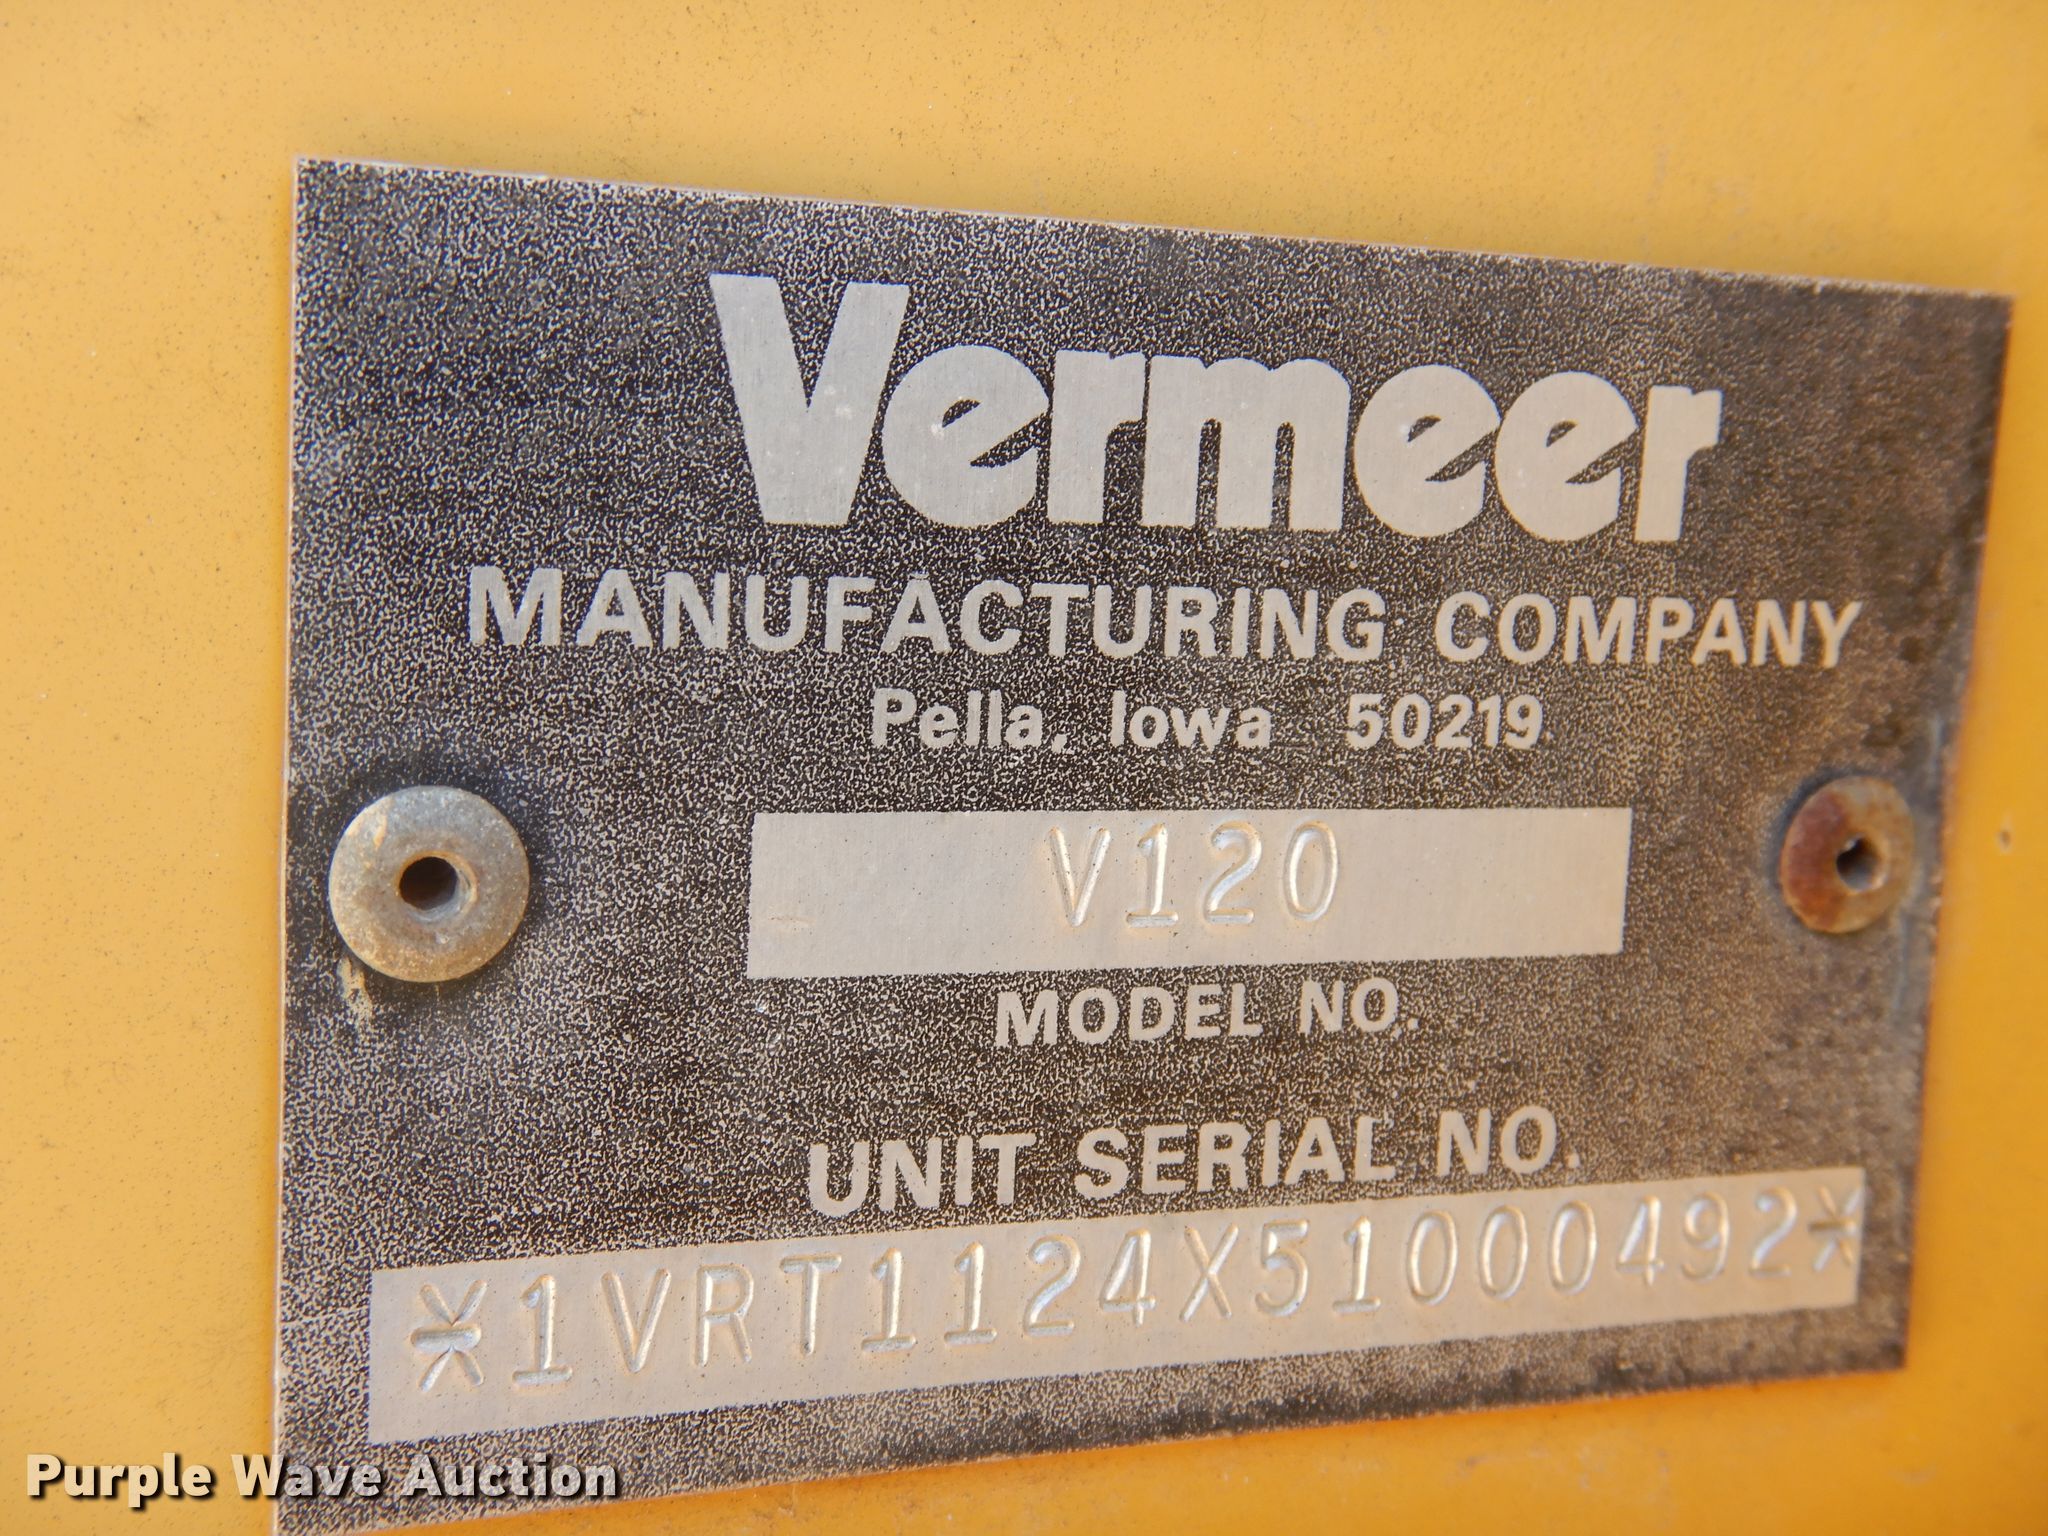 Vermeer
MANUFACTURING COMPANY
Pella, Iowa 50219
V120
MODEL NO.
UNIT SERIAL NO.
*1VRT1124X51000492*
Purple Wave Auction